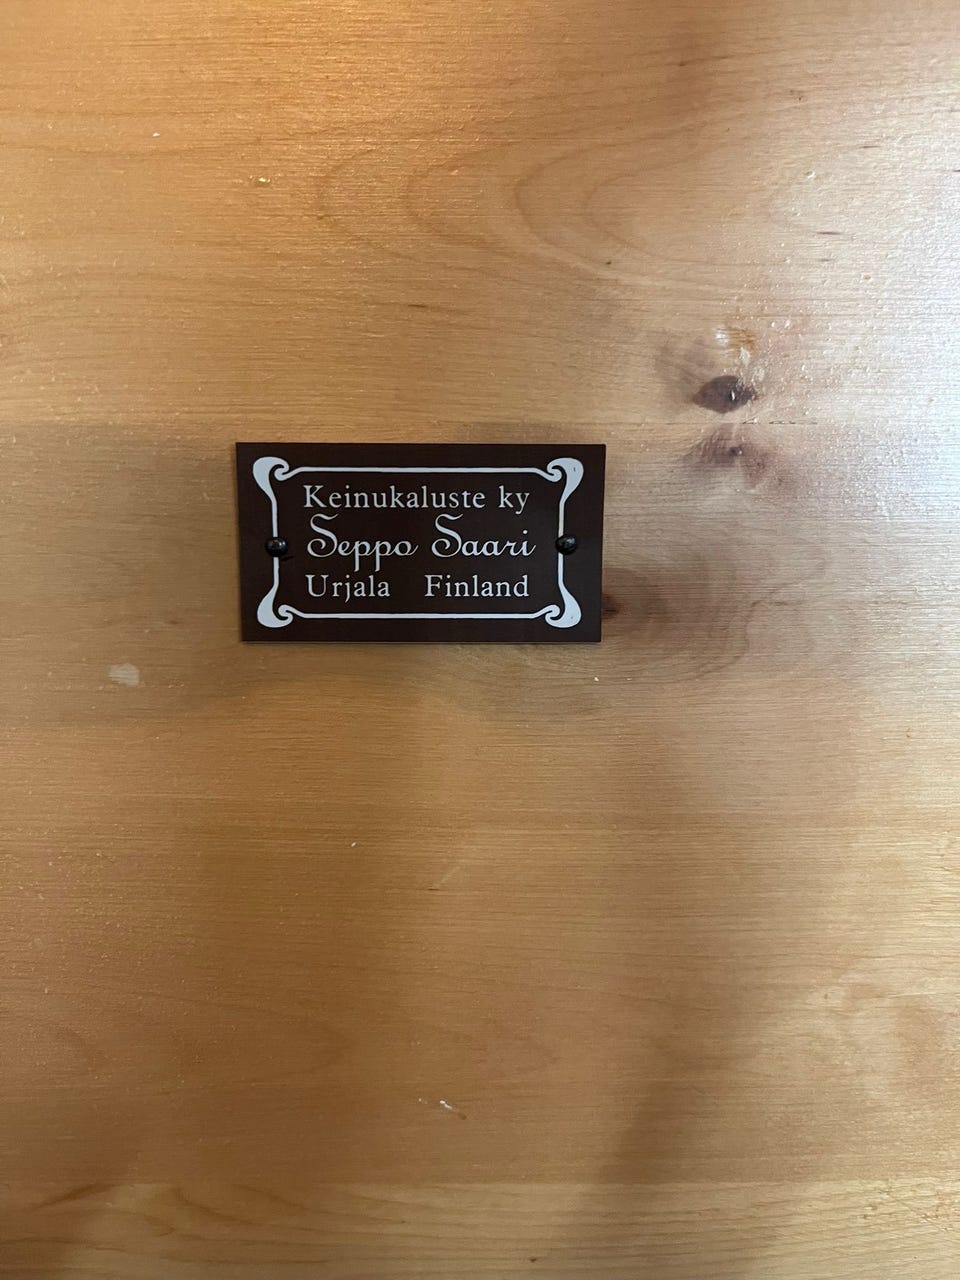 Keinukaluste ky
Seppo Saari
Urjala Finland